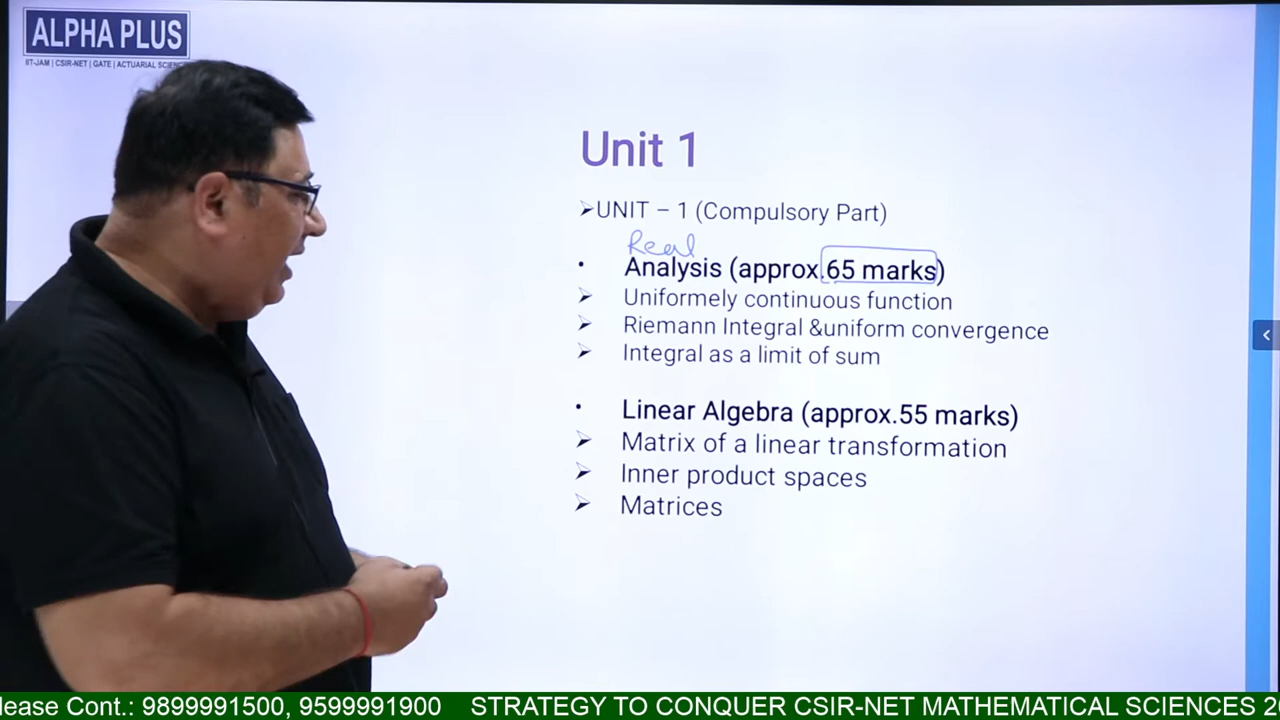 ALPHA PLUS
IIT-JAM | CSIR-NET | GATE | ACTUARIAL SCIENC
Unit 1
➢UNIT – 1 (Compulsory Part)
Real
• Analysis (approx.65 marks)
➢ Uniformely continuous function
➢ Riemann Integral &uniform convergence
➢ Integral as a limit of sum
• Linear Algebra (approx.55 marks)
➢ Matrix of a linear transformation
➢ Inner product spaces
➢ Matrices
lease Cont.: 9899991500, 9599991900 STRATEGY TO CONQUER CSIR-NET MATHEMATICAL SCIENCES 2